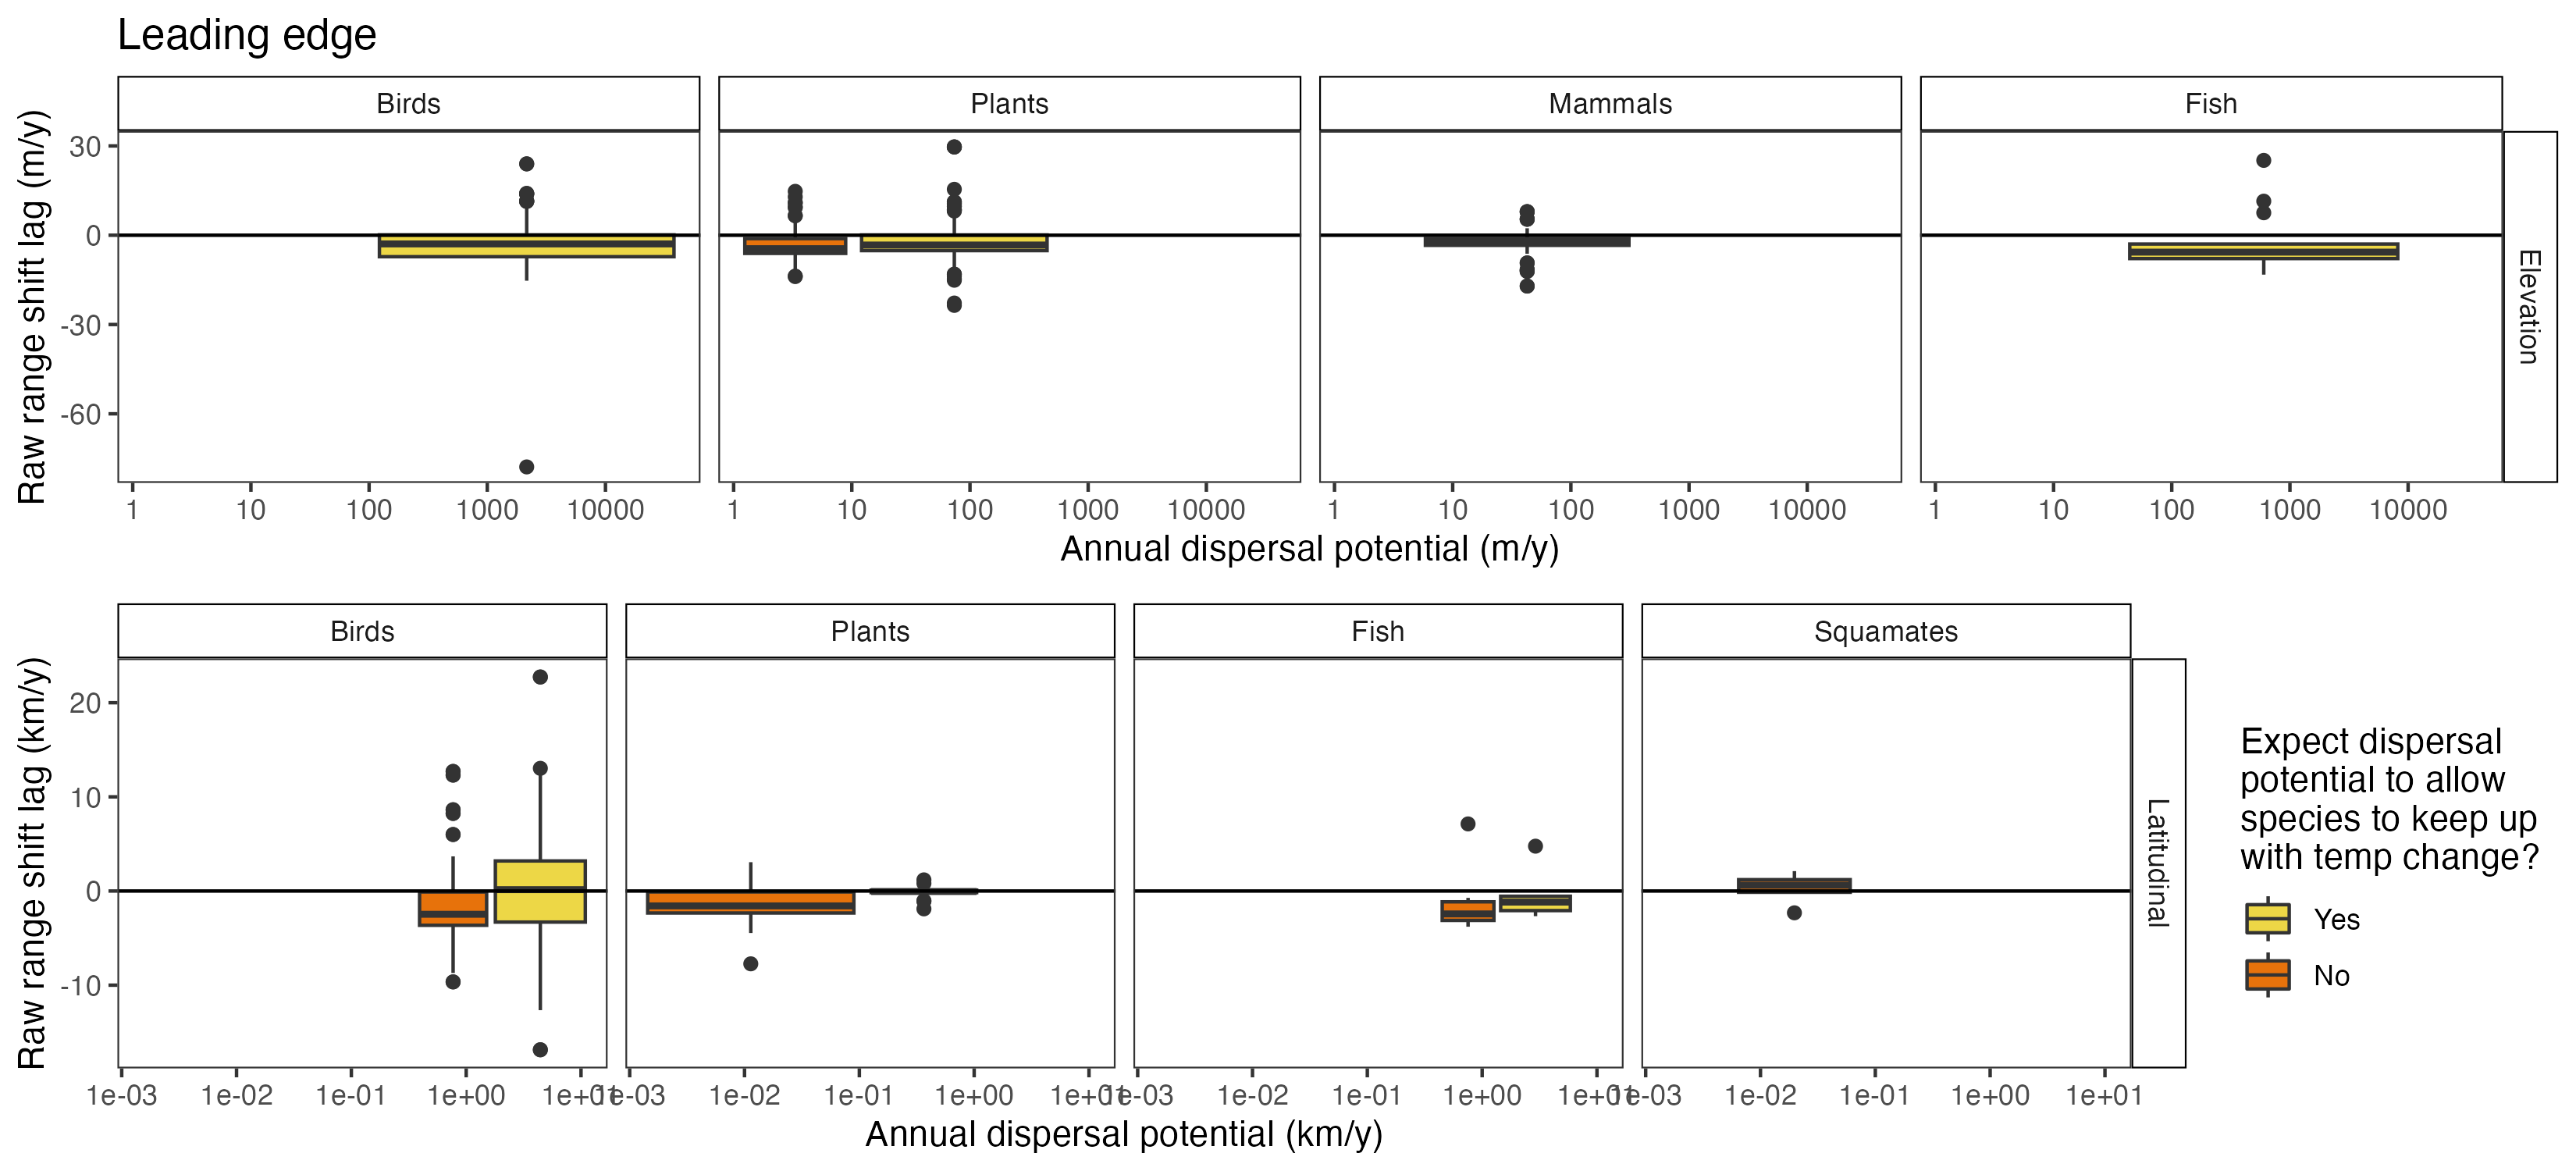 Leading edge
Birds Plants Mammals Fish
Raw range shift lag (m/y)
30
0
-30
-60
Elevation
1 10 100 1000 10000 1 10 100 1000 10000 1 10 100 1000 10000 1 10 100 1000 10000
Annual dispersal potential (m/y)
Birds Plants Fish Squamates
Raw range shift lag (km/y)
20
10
0
-10
Latitudinal
1e-03 1e-02 1e-01 1e+00 1e+01 1e-03 1e-02 1e-01 1e+00 1e+01 1e-03 1e-02 1e-01 1e+00 1e+01 1e-03 1e-02 1e-01 1e+00 1e+01
Annual dispersal potential (km/y)
Expect dispersal
potential to allow
species to keep up
with temp change?
Yes
No